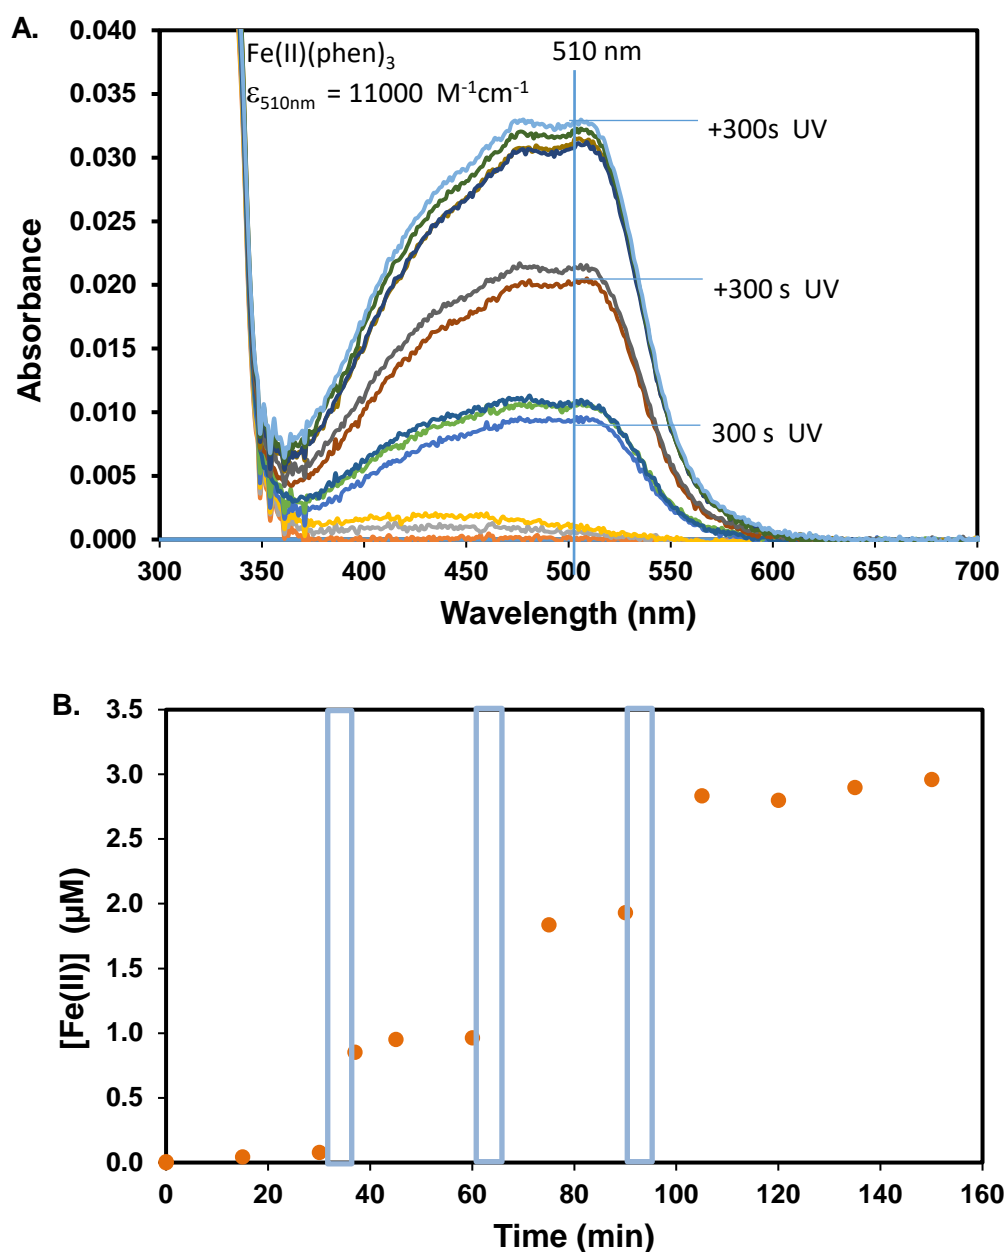 A.
Fe(II)(phen)₃
ε₅₁₀ₙₘ = 11000 M⁻¹cm⁻¹
510 nm
+300s UV
+300 s UV
300 s UV
0.040
0.035
0.030
0.025
0.020
0.015
0.010
0.005
0.000
Absorbance
300 350 400 450 500 550 600 650 700
Wavelength (nm)
B.
3.5
3.0
2.5
2.0
1.5
1.0
0.5
0.0
[Fe(II)] (µM)
0 20 40 60 80 100 120 140 160
Time (min)